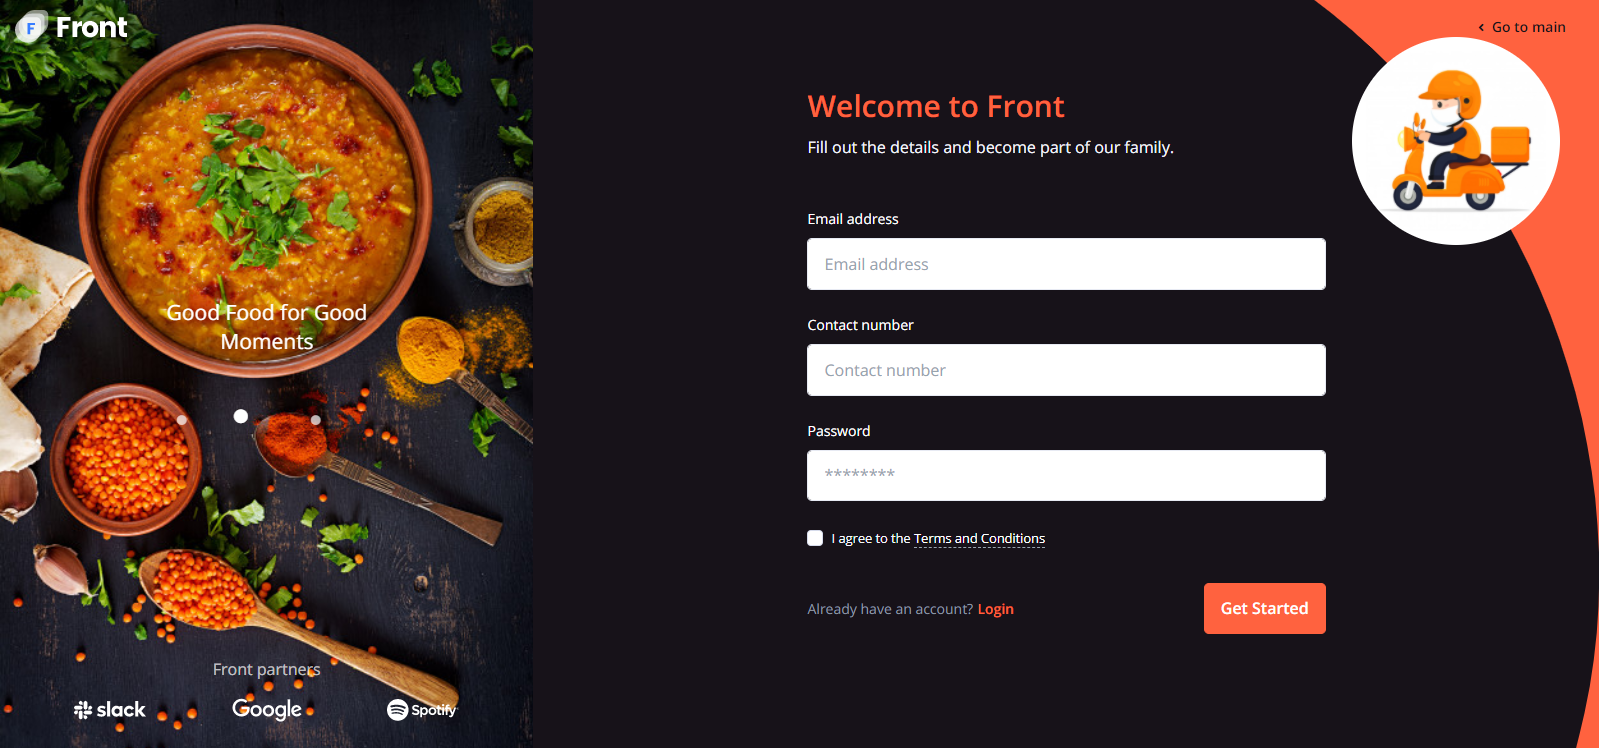 F Front
Good Food for Good
Moments
Front partners
slack
Google
Spotify
Go to main
Welcome to Front
Fill out the details and become part of our family.
Email address
Email address
Contact number
Contact number
Password
********
I agree to the Terms and Conditions
Already have an account? Login
Get Started